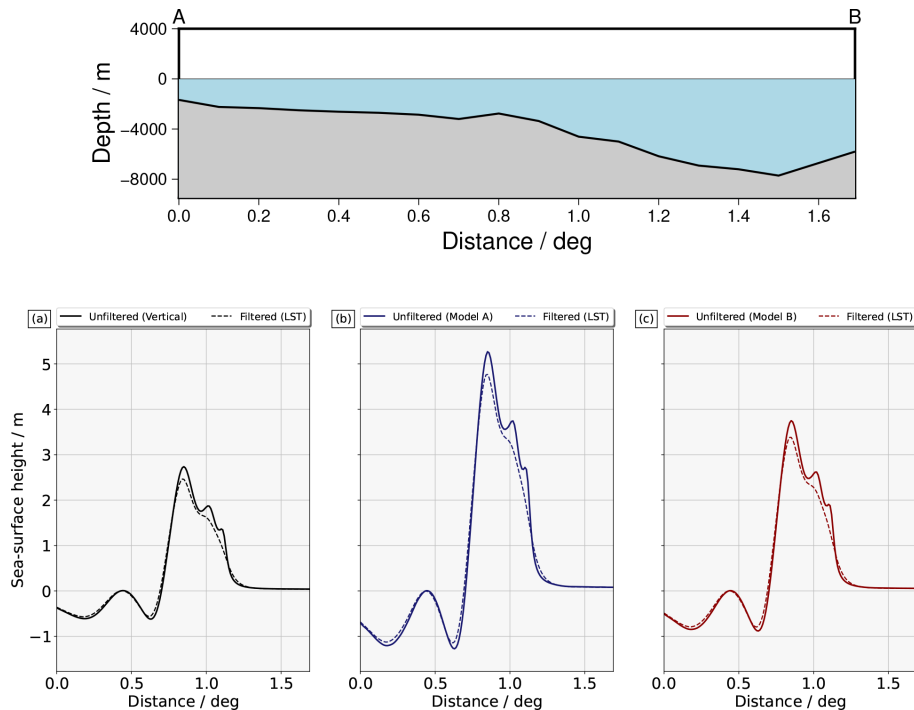 A B
4000
0
−4000
−8000
Depth / m
0.0 0.2 0.4 0.6 0.8 1.0 1.2 1.4 1.6
Distance / deg
(a) Unfiltered (Vertical) Filtered (LST)
(b) Unfiltered (Model A) Filtered (LST)
(c) Unfiltered (Model B) Filtered (LST)
5
4
3
2
1
0
−1
Sea-surface height / m
0.0 0.5 1.0 1.5 0.0 0.5 1.0 1.5 0.0 0.5 1.0 1.5
Distance / deg Distance / deg Distance / deg